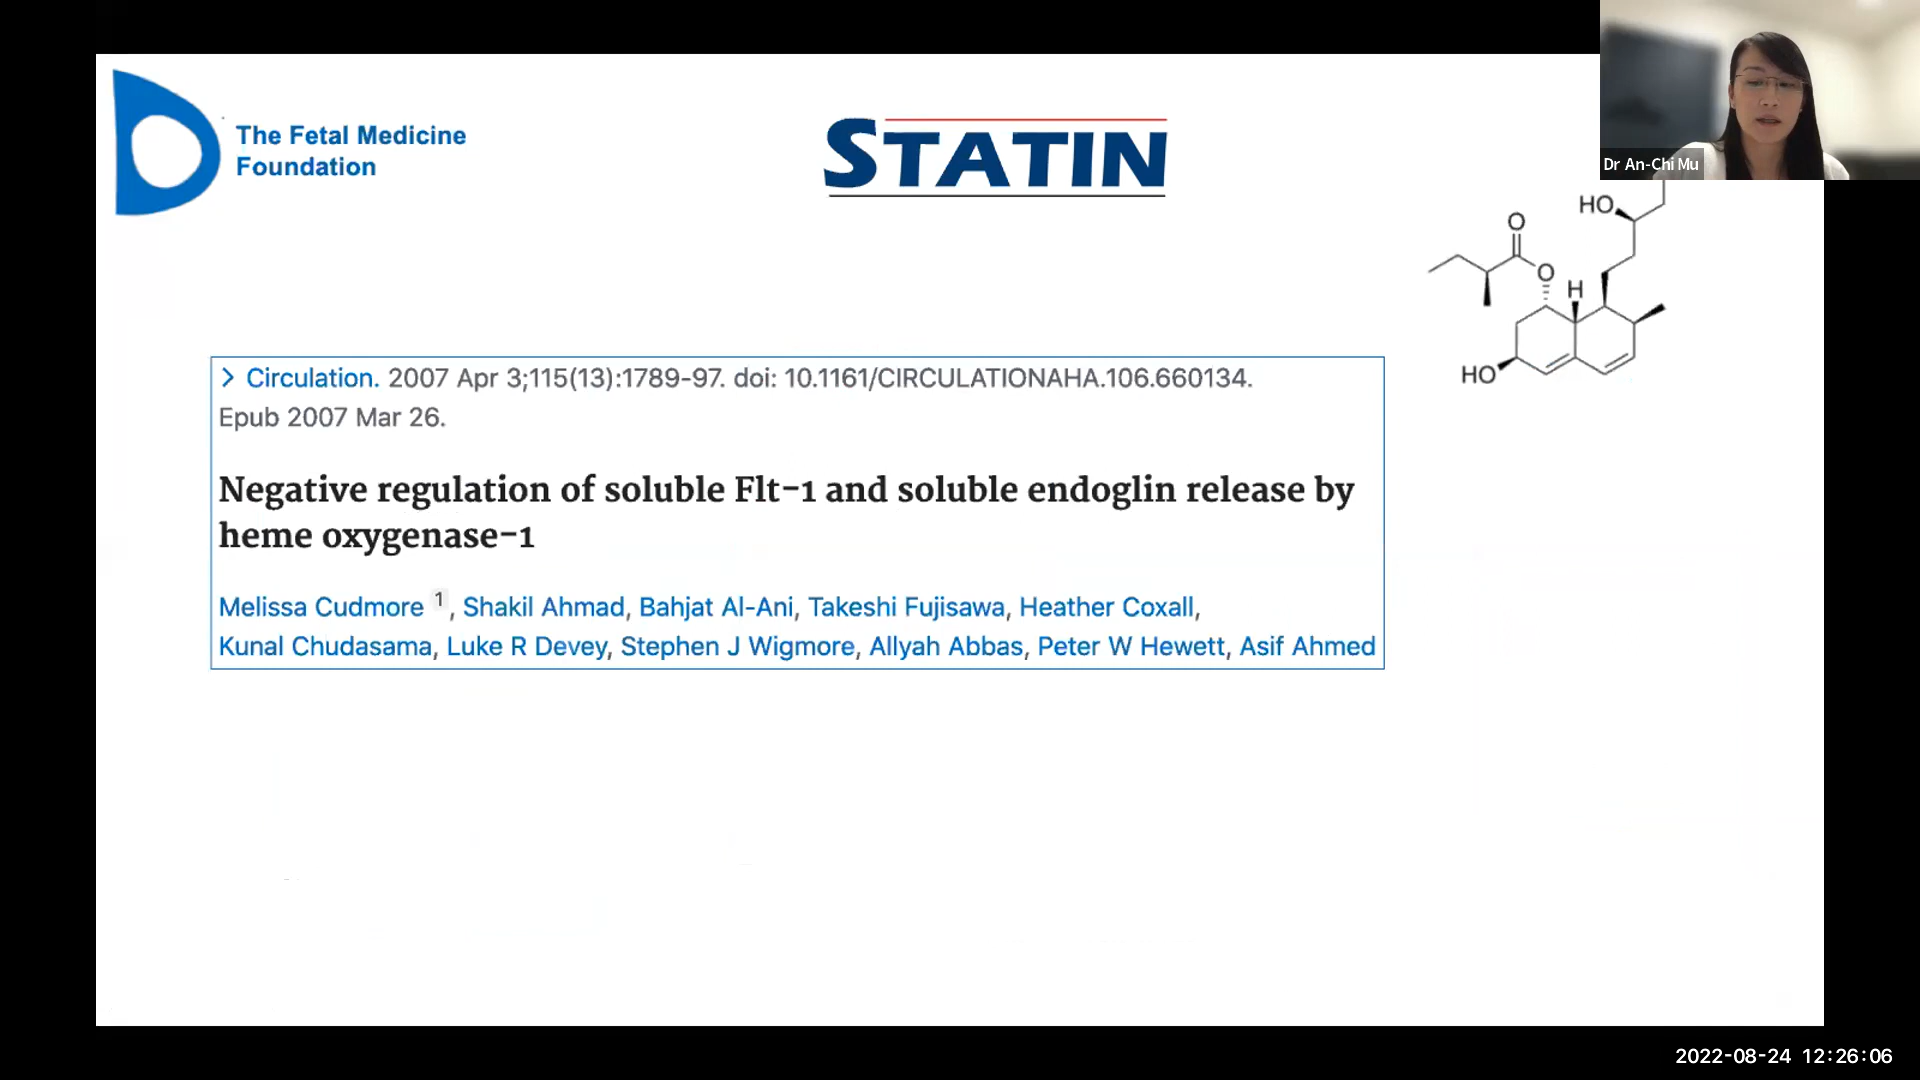 The Fetal Medicine
Foundation
STATIN
Dr An-Chi Mu
HO
O
O
H
HO
> Circulation. 2007 Apr 3;115(13):1789-97. doi: 10.1161/CIRCULATIONAHA.106.660134.
Epub 2007 Mar 26.
Negative regulation of soluble Flt-1 and soluble endoglin release by
heme oxygenase-1
Melissa Cudmore 1, Shakil Ahmad, Bahjat Al-Ani, Takeshi Fujisawa, Heather Coxall,
Kunal Chudasama, Luke R Devey, Stephen J Wigmore, Allyah Abbas, Peter W Hewett, Asif Ahmed
2022-08-24 12:26:06